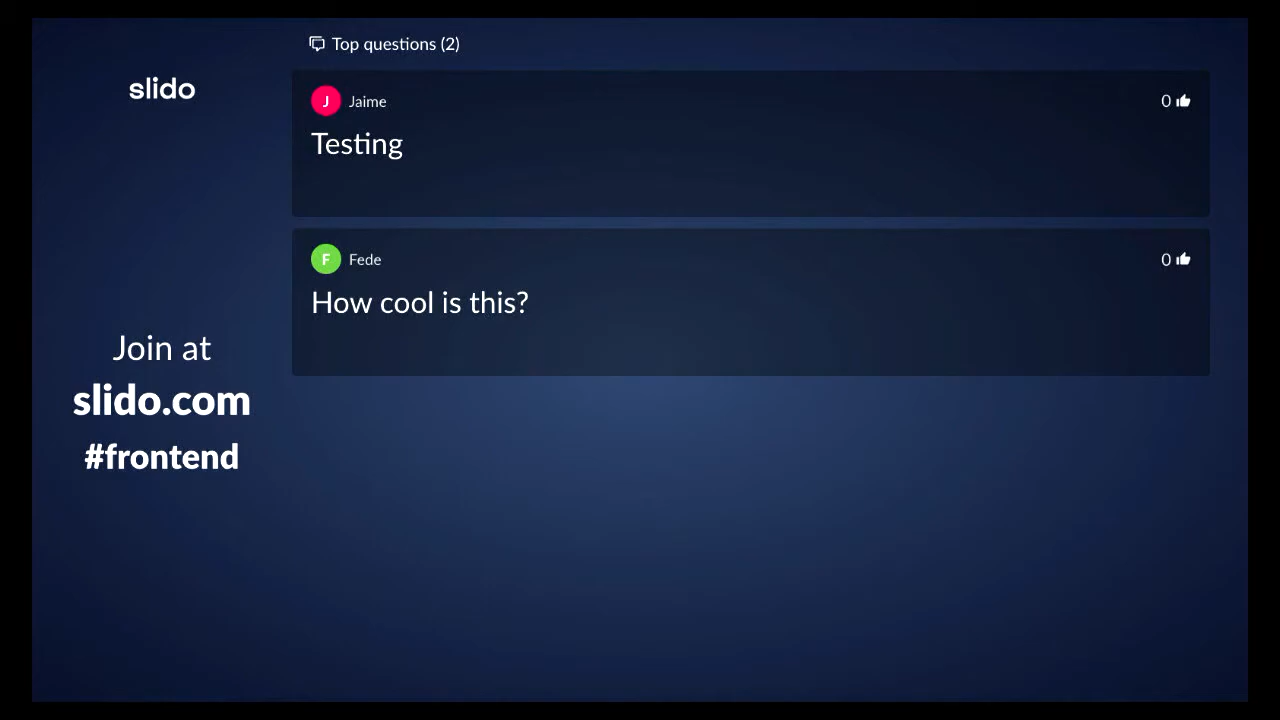 Top questions (2)
slido
J Jaime 0
Testing
F Fede 0
How cool is this?
Join at
slido.com
#frontend